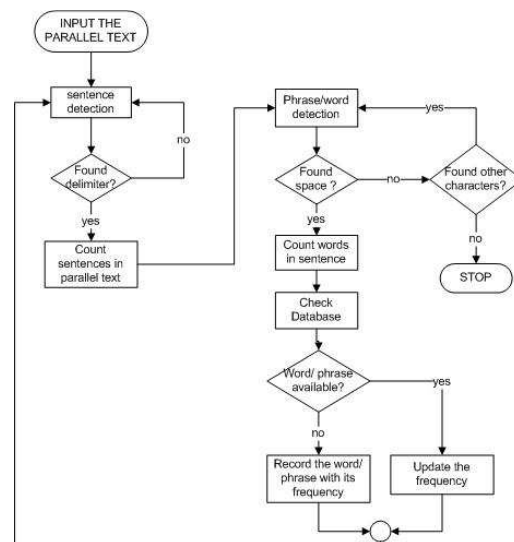 INPUT THE
PARALLEL TEXT
sentence
detection
no
Found
delimiter?
yes
Count
sentences in
parallel text
Phrase/word
detection
yes
Found
space ?
no
Found other
characters?
yes
no
Count words
in sentence
STOP
Check
Database
Word/ phrase
available?
yes
no
Record the word/
phrase with its
frequency
Update the
frequency